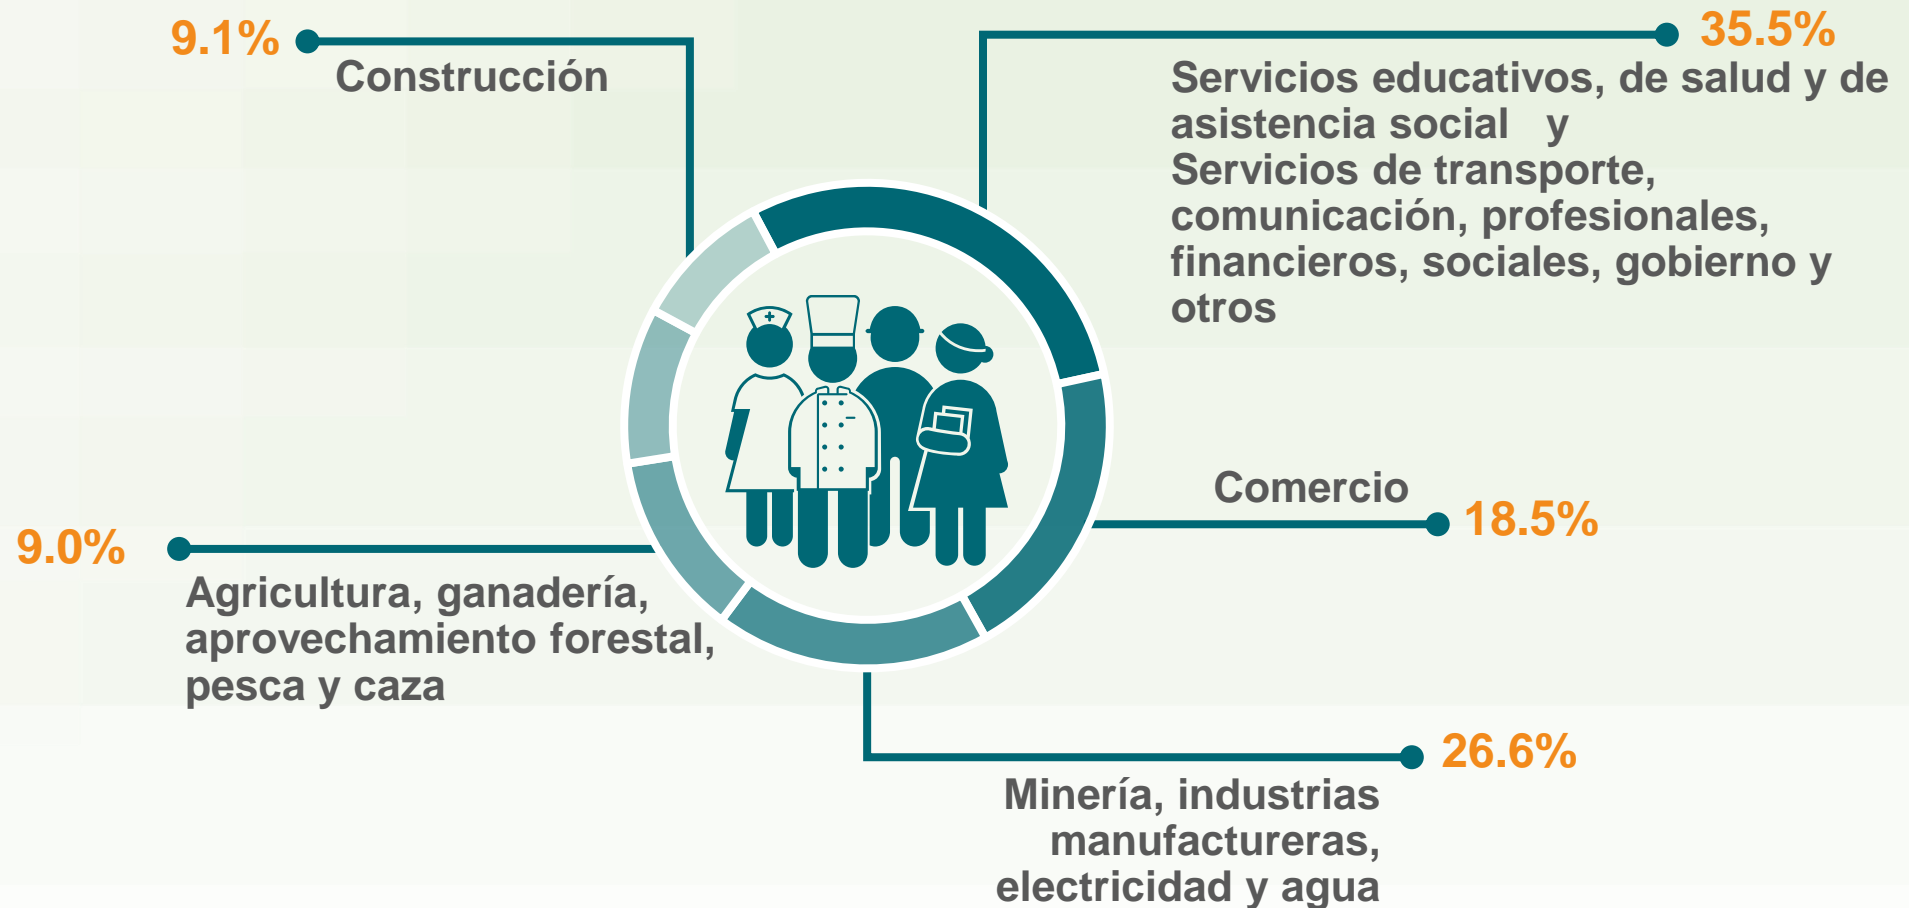 9.1%
Construcción
35.5%
Servicios educativos, de salud y de
asistencia social y
Servicios de transporte,
comunicación, profesionales,
financieros, sociales, gobierno y
otros
Comercio
18.5%
9.0%
Agricultura, ganadería,
aprovechamiento forestal,
pesca y caza
26.6%
Minería, industrias
manufactureras,
electricidad y agua